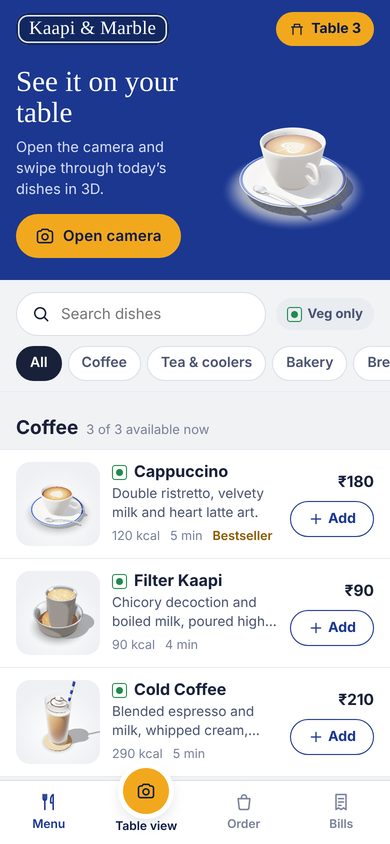 Kaapi & Marble
Table 3
See it on your
table
Open the camera and
swipe through today’s
dishes in 3D.
Open camera
Search dishes
Veg only
All
Coffee
Tea & coolers
Bakery
Bre
Coffee
3 of 3 available now
Cappuccino
Double ristretto, velvety
milk and heart latte art.
120 kcal 5 min Bestseller
₹180
+ Add
Filter Kaapi
Chicory decoction and
boiled milk, poured high…
90 kcal 4 min
₹90
+ Add
Cold Coffee
Blended espresso and
milk, whipped cream,…
290 kcal 5 min
₹210
+ Add
Menu
Table view
Order
Bills